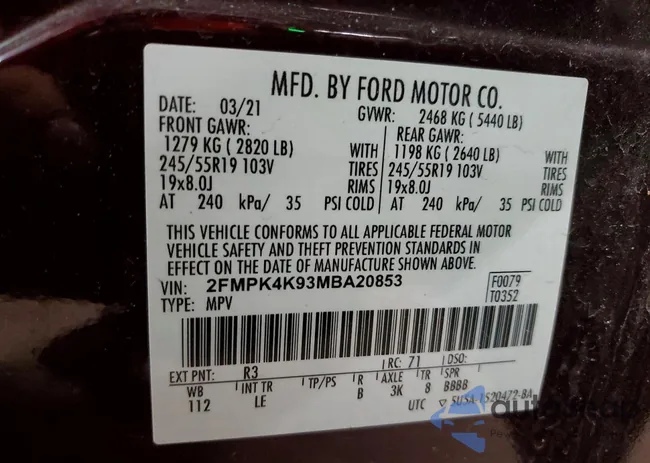 MFD. BY FORD MOTOR CO.
DATE: 03/21 GVWR: 2468 KG ( 5440 LB)
FRONT GAWR: REAR GAWR:
1279 KG ( 2820 LB) WITH 1198 KG ( 2640 LB) WITH
245/55R19 103V TIRES 245/55R19 103V TIRES
19x8.0J RIMS 19x8.0J RIMS
AT 240 kPa/ 35 PSI COLD AT 240 kPa/ 35 PSI COLD
THIS VEHICLE CONFORMS TO ALL APPLICABLE FEDERAL MOTOR
VEHICLE SAFETY AND THEFT PREVENTION STANDARDS IN
EFFECT ON THE DATE OF MANUFACTURE SHOWN ABOVE.
VIN: 2FMPK4K93MBA20853 F0079
TYPE: MPV T0352
EXT PNT: R3 RC: 71 DSO:
WB INT TR TP/PS R AXLE TR SPR
112 LE B 3K 8 BBBB
UTC ▽ 5USA-1520472-BA